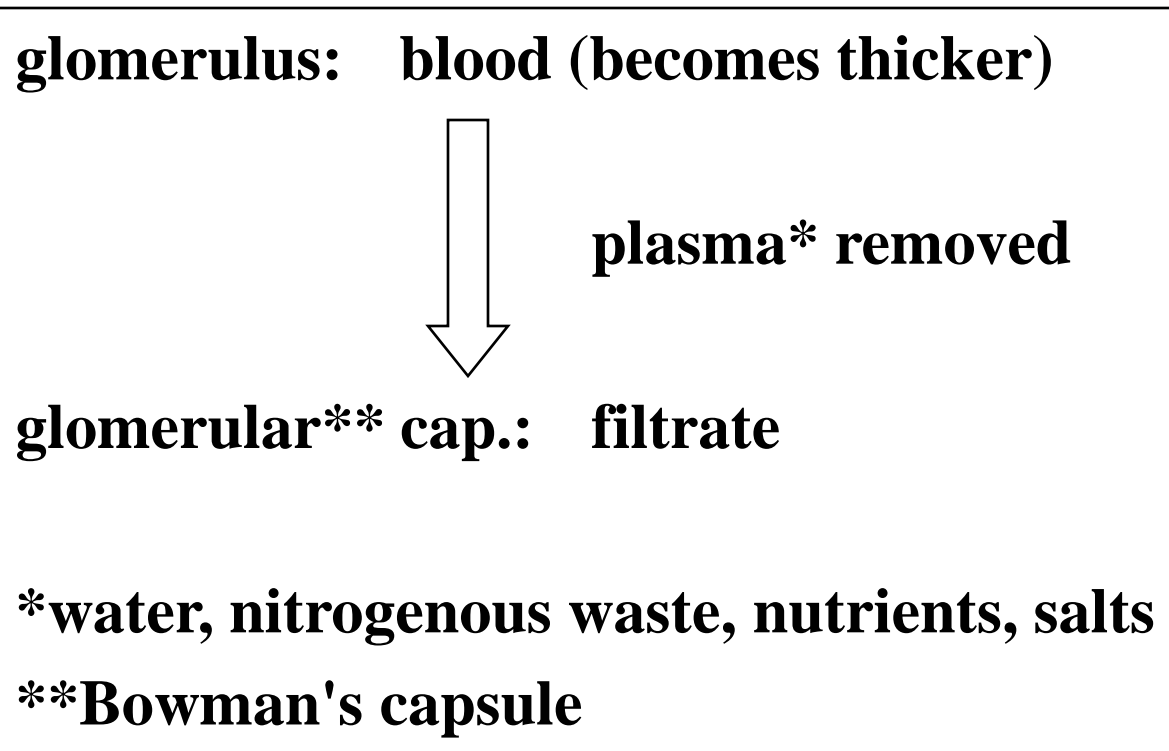 glomerulus: blood (becomes thicker)
plasma* removed
glomerular** cap.: filtrate
*water, nitrogenous waste, nutrients, salts
**Bowman's capsule